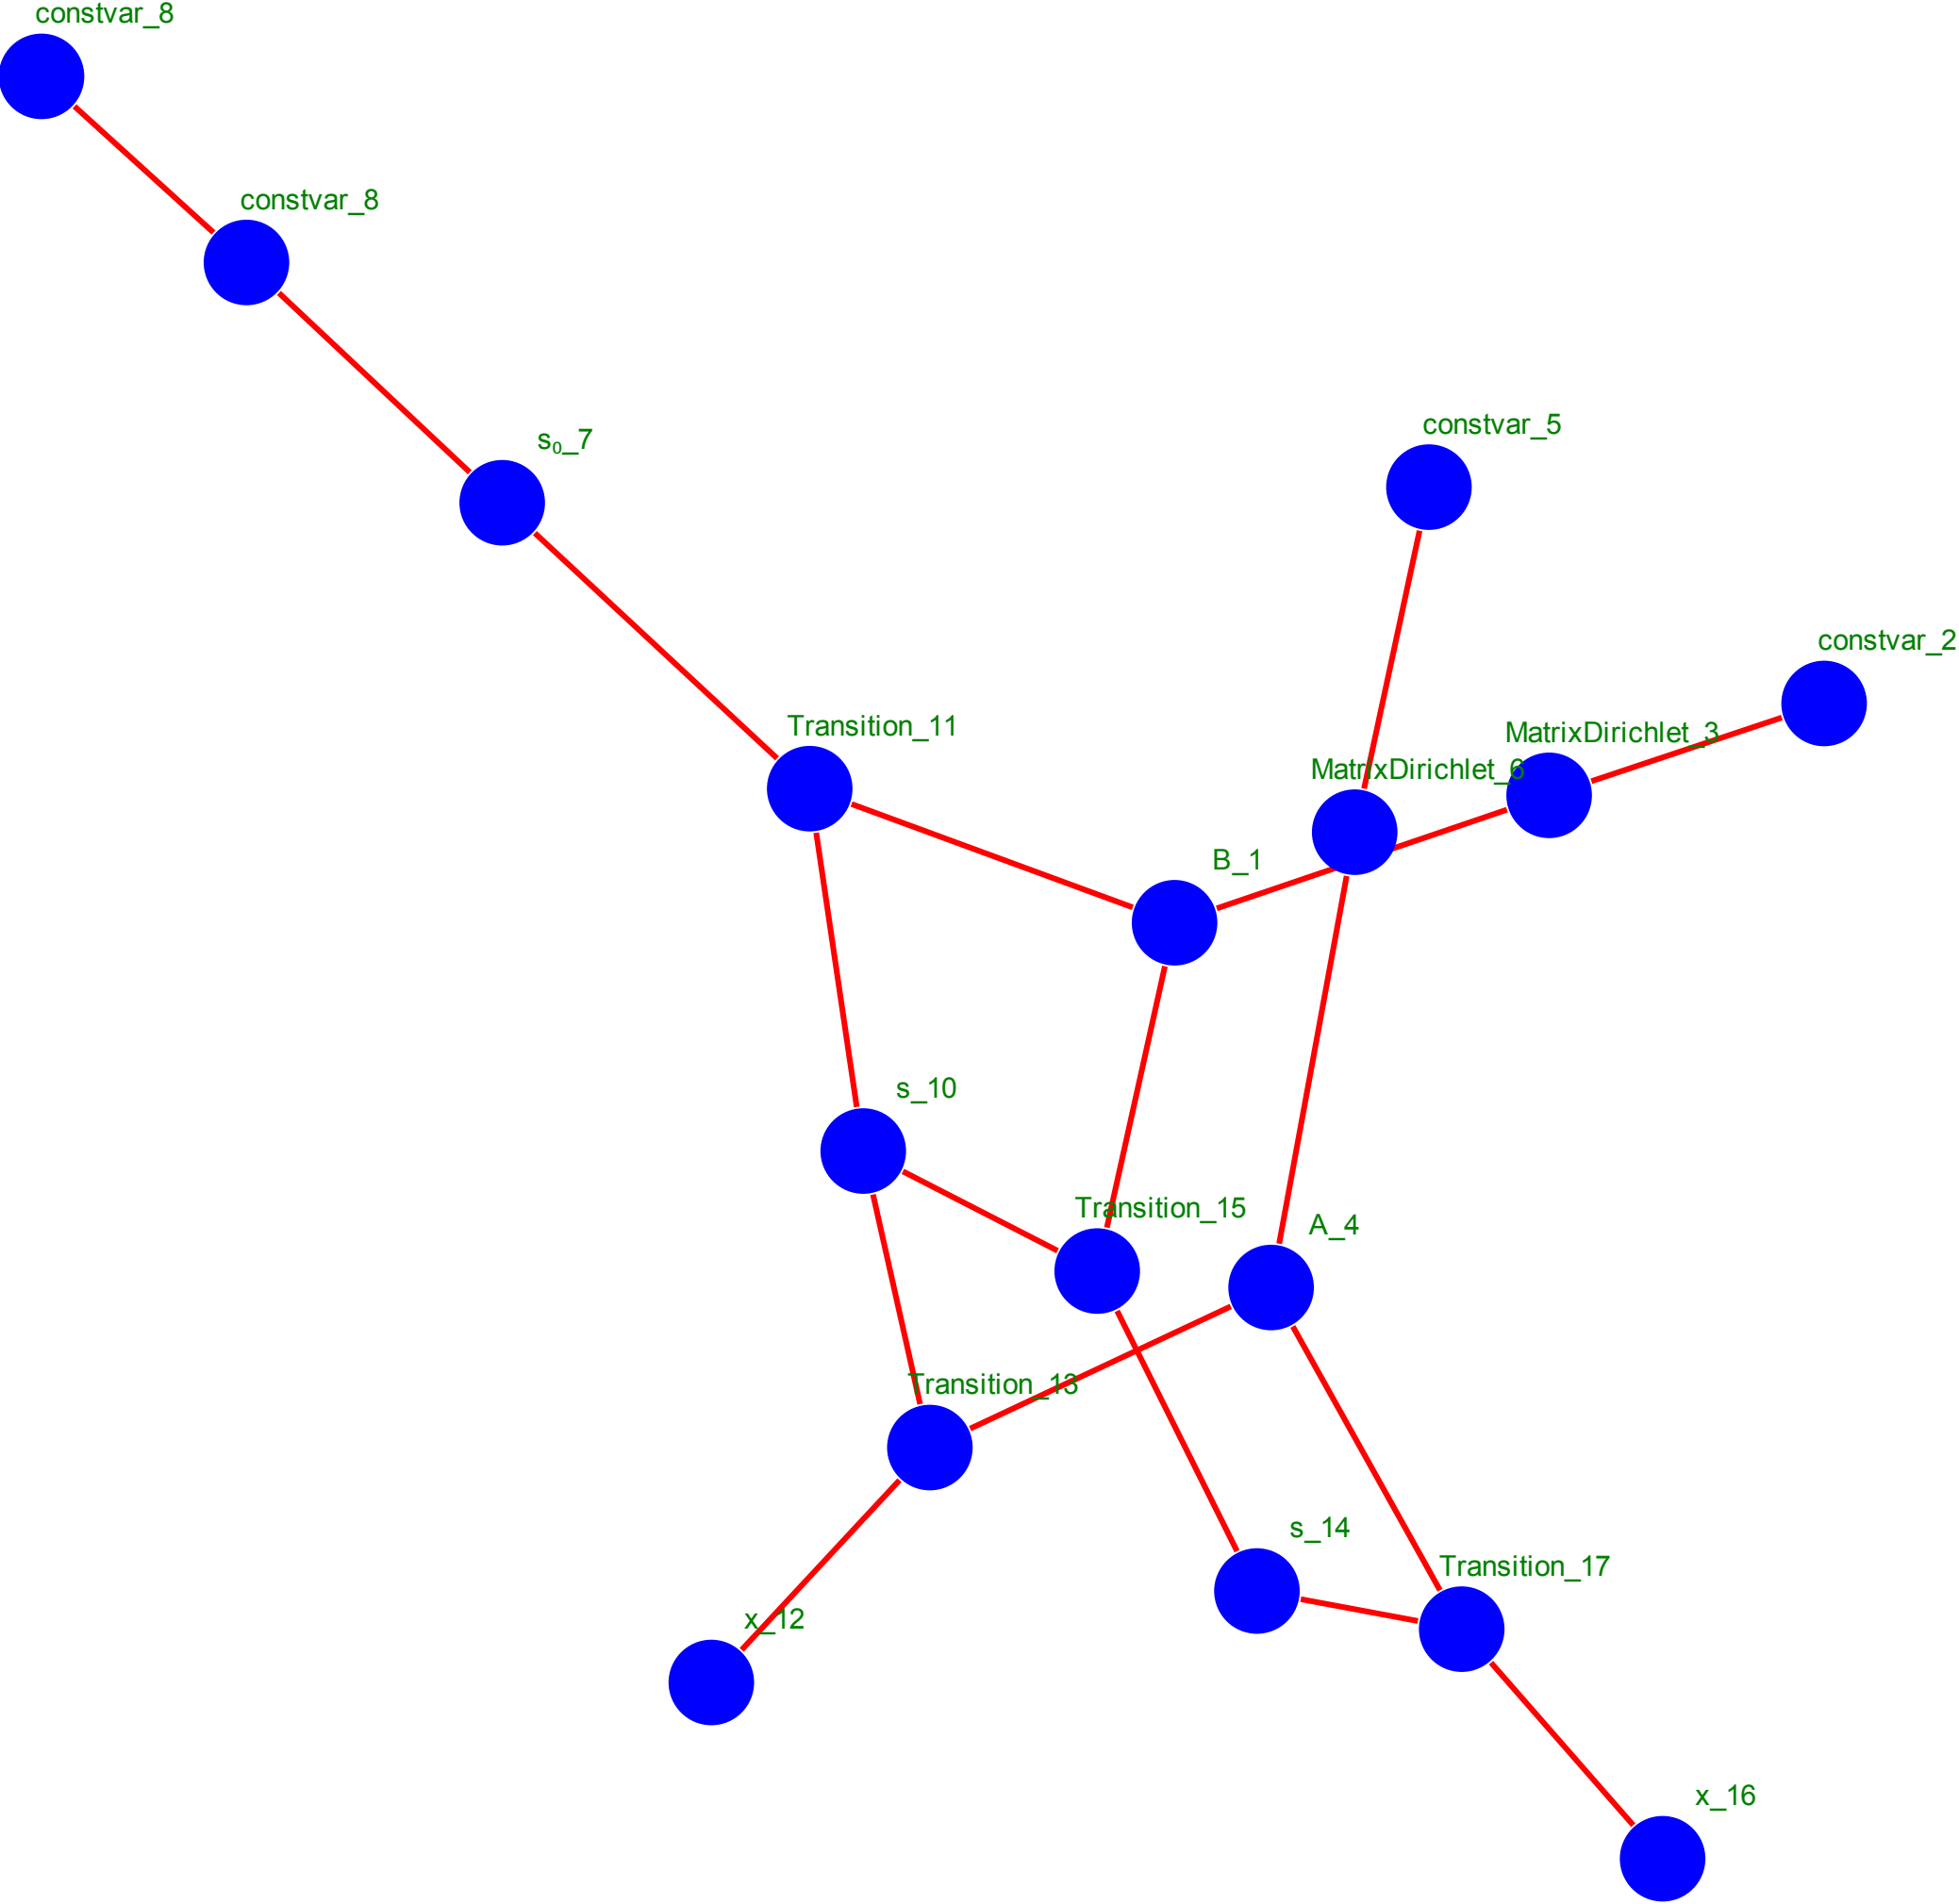 constvar_8
constvar_8
s₀_7
constvar_5
constvar_2
Transition_11
MatrixDirichlet_3
MatrixDirichlet_6
B_1
s_10
Transition_15
A_4
Transition_13
s_14
Transition_17
x_12
x_16